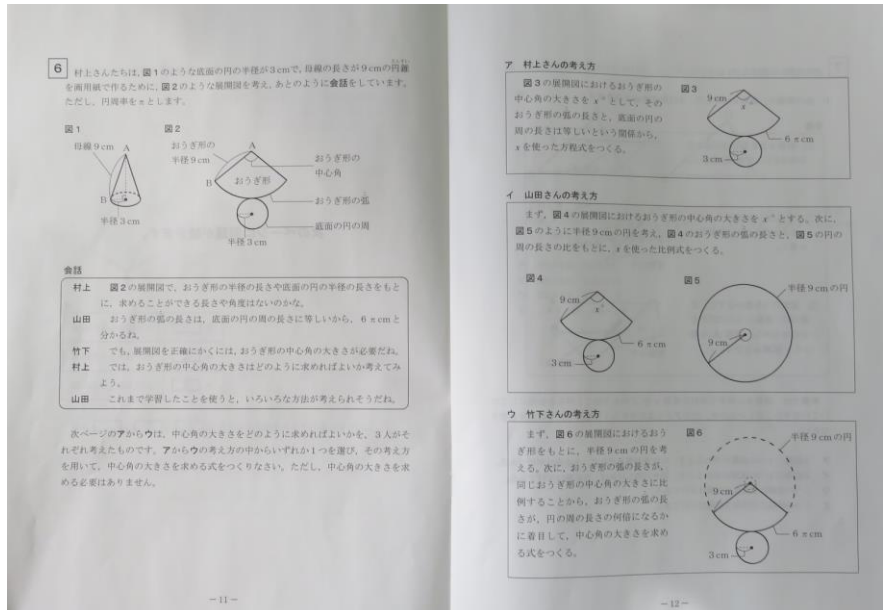 6
村上さんたちは，図1のような底面の円の半径が3cmで，母線の長さが9cmの円錐
えんすい
を画用紙で作るために，図2のような展開図を考え，あとのように会話をしています。
ただし，円周率をπとします。
図1
図2
母線9cm
A
B
半径3cm
おうぎ形の
半径9cm
A
B
おうぎ形
おうぎ形の
中心角
おうぎ形の弧
底面の円の周
半径3cm
会話
村上 図2の展開図で，おうぎ形の半径の長さや底面の円の半径の長さをもと
に，求めることができる長さや角度はないのかな。
山田 おうぎ形の弧の長さは，底面の円の周の長さに等しいから，6πcmと
分かるね。
竹下 でも，展開図を正確にかくには，おうぎ形の中心角の大きさが必要だね。
村上 では，おうぎ形の中心角の大きさはどのように求めればよいか考えてみ
よう。
山田 これまで学習したことを使うと，いろいろな方法が考えられそうだね。
次ページのアからウは，中心角の大きさをどのように求めればよいかを，3人がそ
れぞれ考えたものです。アからウの考え方の中からいずれか1つを選び，その考え方
を用いて，中心角の大きさを求める式をつくりなさい。ただし，中心角の大きさを求
める必要はありません。
－11－
ア 村上さんの考え方
図3の展開図におけるおうぎ形の
中心角の大きさをx°として，その
おうぎ形の弧の長さと，底面の円の
周の長さは等しいという関係から，
xを使った方程式をつくる。
図3
9cm
x°
6πcm
3cm
イ 山田さんの考え方
まず，図4の展開図におけるおうぎ形の中心角の大きさをx°とする。次に，
図5のように半径9cmの円を考え，図4のおうぎ形の弧の長さと，図5の円の
周の長さの比をもとに，xを使った比例式をつくる。
図4
9cm
x°
6πcm
3cm
図5
半径9cmの円
9cm
ウ 竹下さんの考え方
まず，図6の展開図におけるおう
ぎ形をもとに，半径9cmの円を考
える。次に，おうぎ形の弧の長さが，
同じおうぎ形の中心角の大きさに比
例することから，おうぎ形の弧の長
さが，円の周の長さの何倍になるか
に着目して，中心角の大きさを求め
る式をつくる。
図6
半径9cmの円
9cm
6πcm
3cm
－12－